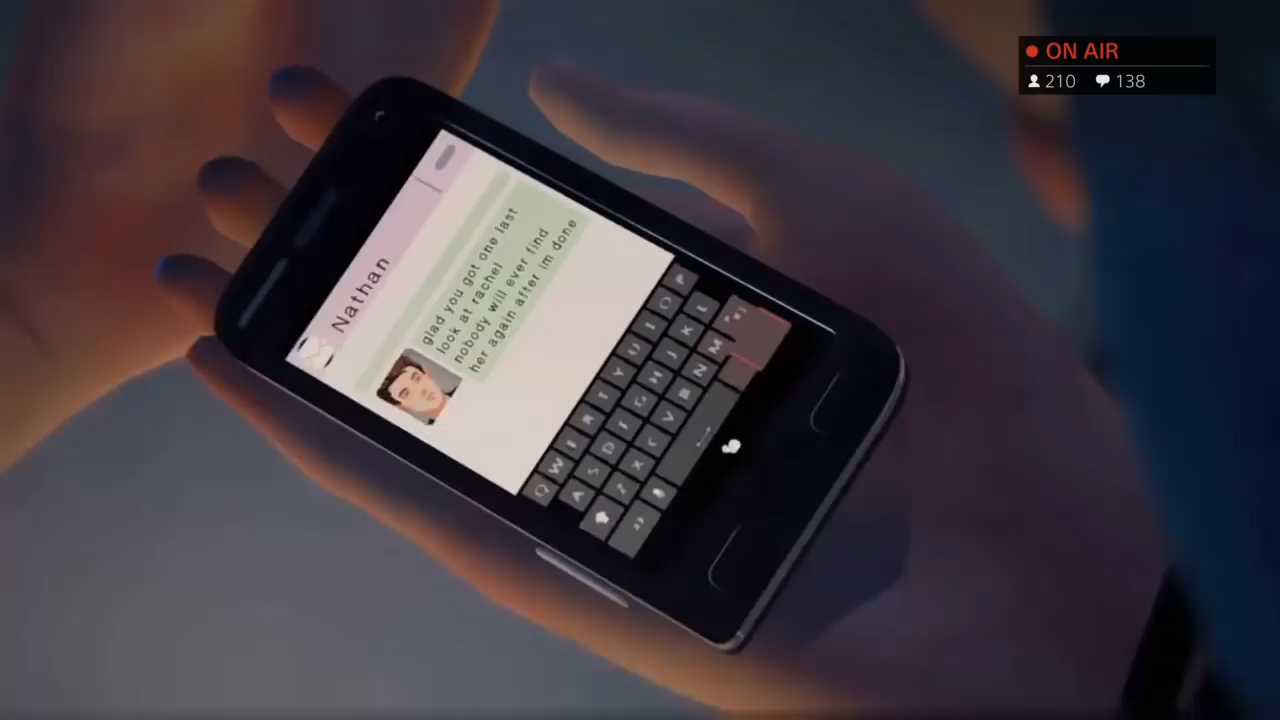 ON AIR
210 138
Nathan
glad you got one last
look at rachel
nobody will ever find
her again after im done
Q W E R T Y U I O P
A S D F G H J K L
Z X C V B N M